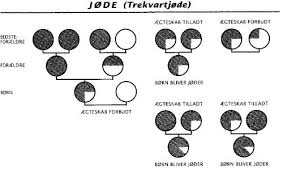 JØDE (Trekvartjøde)
BEDSTE-
FORÆLDRE
FORÆLDRE
BØRN
ÆGTESKAB FORBUDT
ÆGTESKAB TILLADT
ÆGTESKAB FORBUDT
BØRN BLIVER JØDER
ÆGTESKAB TILLADT
ÆGTESKAB TILLADT
BØRN BLIVER JØDER
BØRN BLIVER JØDER